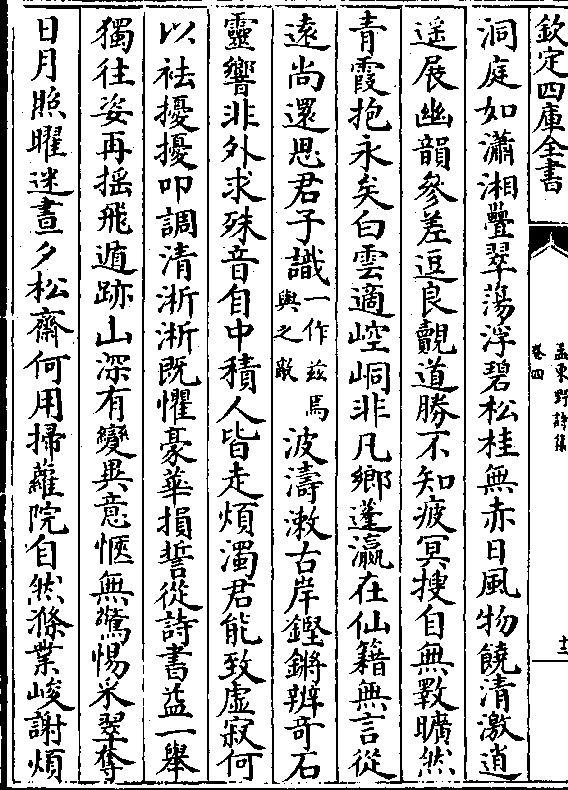 欽定四庫全書
孟東野詩集
卷四
十三
洞庭如瀟湘疊翠蕩浮碧松桂無赤日風物饒清激逍
遥展幽韻參差逗良覿道勝不知疲冥搜自無斁曠然
青霞抱永矣白雲適崆峒非凡鄉蓬瀛在仙籍無言從
遠尚還思君子識一作兹焉與之敵波濤漱古岸鏗鏘辨奇石
靈響非外求殊音自中積人皆走煩濁君能致虛寂何
以祛擾擾叩調清淅淅既懼豪華損誓從詩書益一舉
獨往姿再摇飛遁跡山深有變異意愜無驚惕采翠奪
日月照曜迷晝夕松齋何用掃蘿院自然滌業峻謝煩